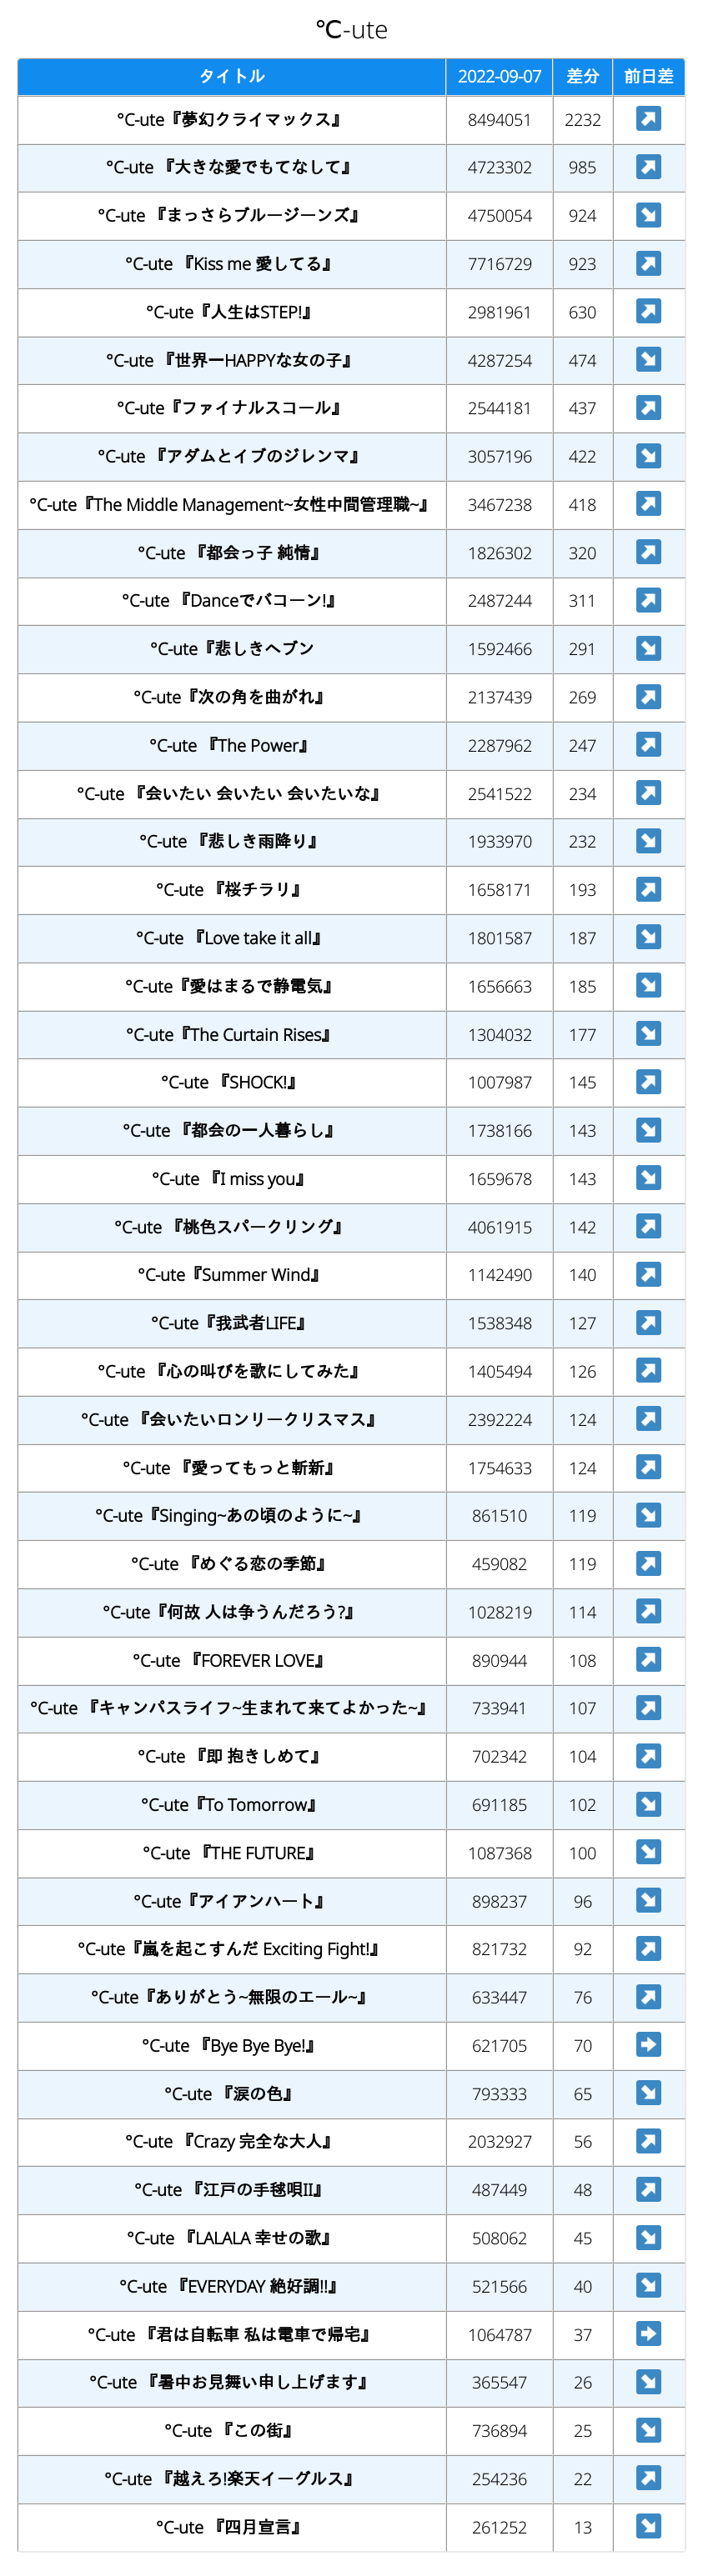 ℃-ute
タイトル 2022-09-07 差分 前日差
°C-ute『夢幻クライマックス』 8494051 2232 ↗
°C-ute 『大きな愛でもてなして』 4723302 985 ↗
°C-ute 『まっさらブルージーンズ』 4750054 924 ↘
°C-ute 『Kiss me 愛してる』 7716729 923 ↗
°C-ute『人生はSTEP!』 2981961 630 ↗
°C-ute 『世界一HAPPYな女の子』 4287254 474 ↘
°C-ute『ファイナルスコール』 2544181 437 ↗
°C-ute 『アダムとイブのジレンマ』 3057196 422 ↘
°C-ute『The Middle Management~女性中間管理職~』 3467238 418 ↗
°C-ute 『都会っ子 純情』 1826302 320 ↗
°C-ute 『Danceでバコーン!』 2487244 311 ↗
°C-ute『悲しきヘブン 1592466 291 ↘
°C-ute『次の角を曲がれ』 2137439 269 ↗
°C-ute 『The Power』 2287962 247 ↗
°C-ute 『会いたい 会いたい 会いたいな』 2541522 234 ↗
°C-ute 『悲しき雨降り』 1933970 232 ↘
°C-ute 『桜チラリ』 1658171 193 ↗
°C-ute 『Love take it all』 1801587 187 ↘
°C-ute『愛はまるで静電気』 1656663 185 ↘
°C-ute『The Curtain Rises』 1304032 177 ↘
°C-ute 『SHOCK!』 1007987 145 ↗
°C-ute 『都会の一人暮らし』 1738166 143 ↘
°C-ute 『I miss you』 1659678 143 ↘
°C-ute 『桃色スパークリング』 4061915 142 ↗
°C-ute『Summer Wind』 1142490 140 ↗
°C-ute『我武者LIFE』 1538348 127 ↗
°C-ute 『心の叫びを歌にしてみた』 1405494 126 ↗
°C-ute 『会いたいロンリークリスマス』 2392224 124 ↗
°C-ute 『愛ってもっと斬新』 1754633 124 ↗
°C-ute『Singing~あの頃のように~』 861510 119 ↘
°C-ute 『めぐる恋の季節』 459082 119 ↗
°C-ute『何故 人は争うんだろう?』 1028219 114 ↗
°C-ute 『FOREVER LOVE』 890944 108 ↗
°C-ute 『キャンパスライフ~生まれて来てよかった~』 733941 107 ↗
°C-ute 『即 抱きしめて』 702342 104 ↗
°C-ute『To Tomorrow』 691185 102 ↘
°C-ute 『THE FUTURE』 1087368 100 ↘
°C-ute『アイアンハート』 898237 96 ↘
°C-ute『嵐を起こすんだ Exciting Fight!』 821732 92 ↗
°C-ute『ありがとう~無限のエール~』 633447 76 ↗
°C-ute 『Bye Bye Bye!』 621705 70 ➡
°C-ute 『涙の色』 793333 65 ↘
°C-ute 『Crazy 完全な大人』 2032927 56 ↗
°C-ute 『江戸の手毬唄II』 487449 48 ↗
°C-ute 『LALALA 幸せの歌』 508062 45 ↘
°C-ute 『EVERYDAY 絶好調!!』 521566 40 ↘
°C-ute 『君は自転車 私は電車で帰宅』 1064787 37 ➡
°C-ute 『暑中お見舞い申し上げます』 365547 26 ↘
°C-ute 『この街』 736894 25 ↘
°C-ute 『越えろ!楽天イーグルス』 254236 22 ↗
°C-ute 『四月宣言』 261252 13 ↘